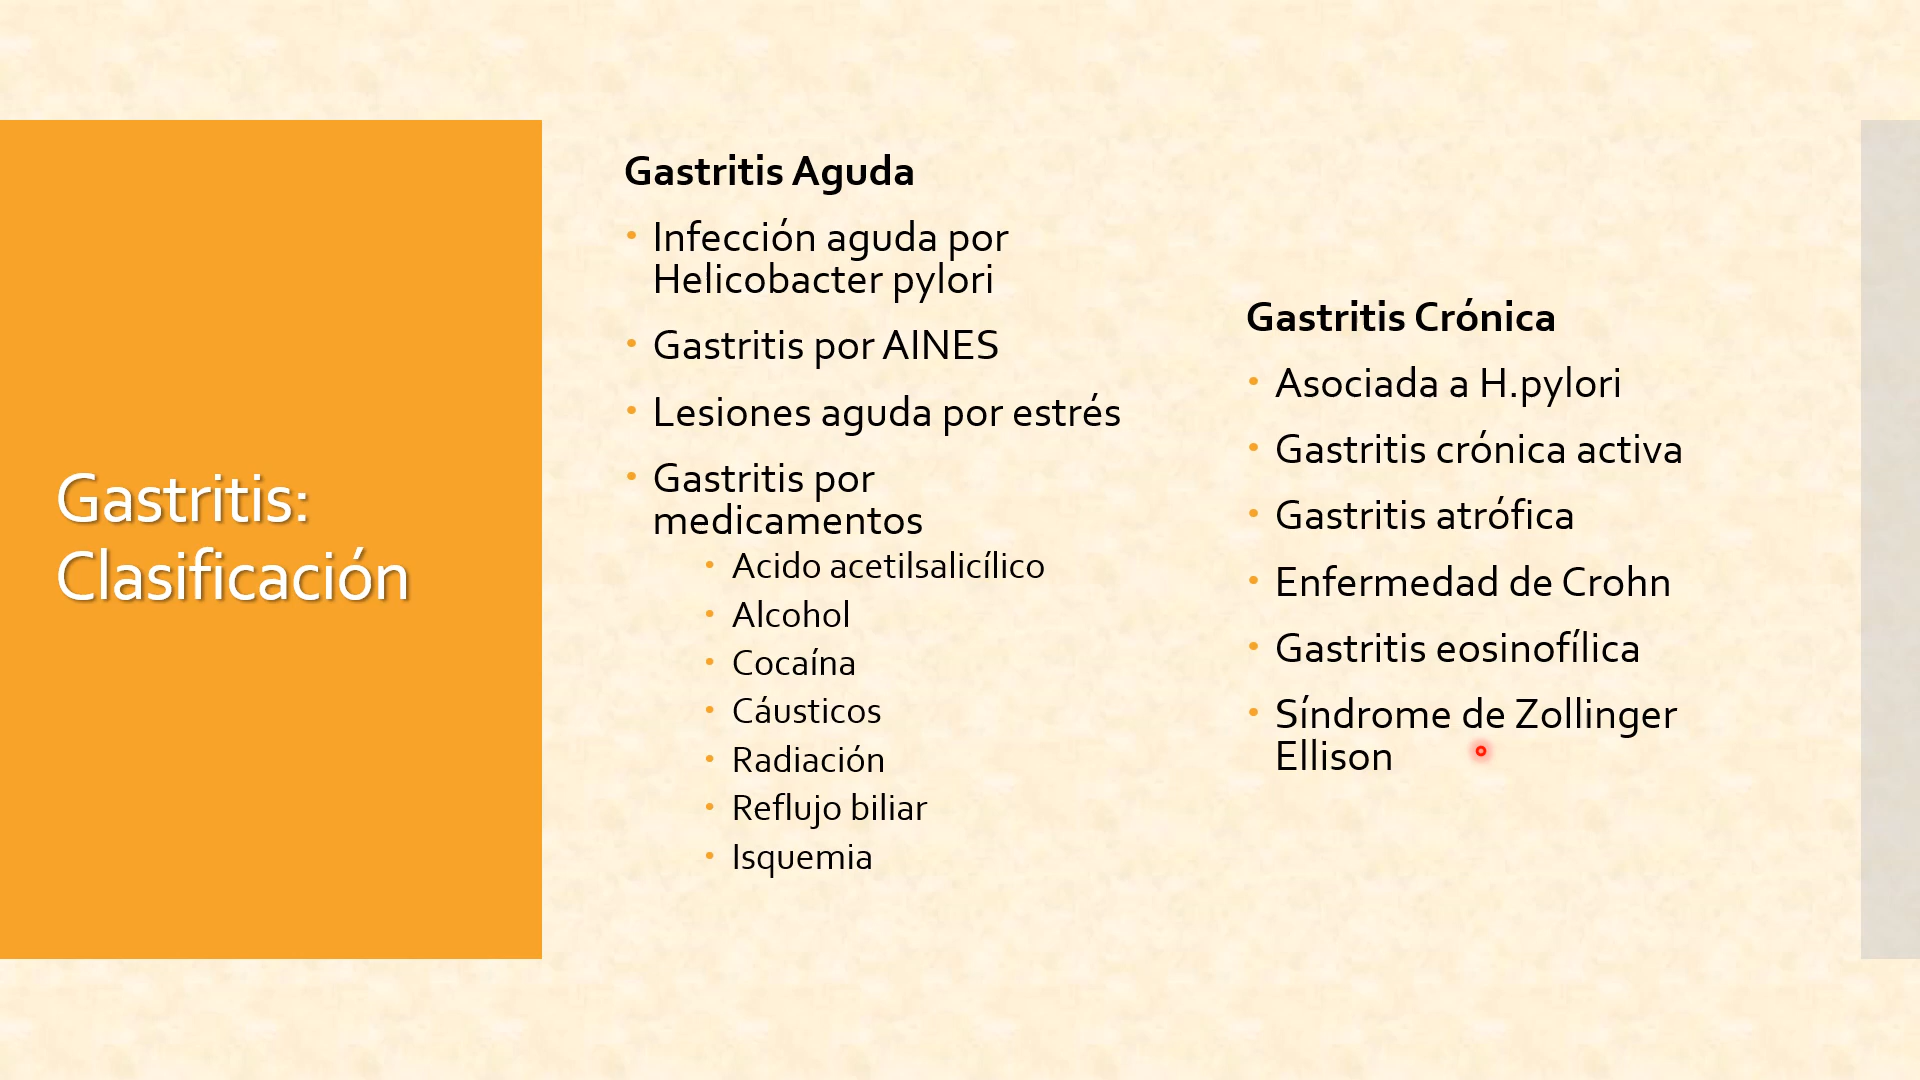 Gastritis:
Clasificación
Gastritis Aguda
Infección aguda por
Helicobacter pylori
Gastritis por AINES
Lesiones aguda por estrés
Gastritis por
medicamentos
Acido acetilsalicílico
Alcohol
Cocaína
Cáusticos
Radiación
Reflujo biliar
Isquemia
Gastritis Crónica
Asociada a H.pylori
Gastritis crónica activa
Gastritis atrófica
Enfermedad de Crohn
Gastritis eosinofílica
Síndrome de Zollinger
Ellison